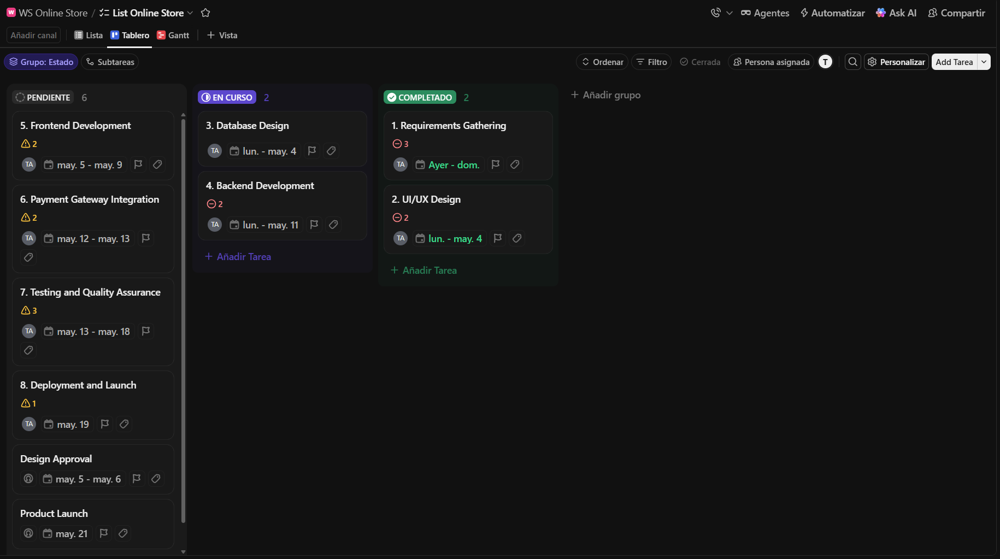 W WS Online Store / List Online Store
Agentes
Automatizar
Ask AI
Compartir
Añadir canal
Lista
Tablero
Gantt
+ Vista
Grupo: Estado
Subtareas
Ordenar
Filtro
Cerrada
Persona asignada
T
Personalizar
Add Tarea
PENDIENTE 6
5. Frontend Development
2
TA may. 5 - may. 9
6. Payment Gateway Integration
2
TA may. 12 - may. 13
7. Testing and Quality Assurance
3
TA may. 13 - may. 18
8. Deployment and Launch
1
TA may. 19
Design Approval
may. 5 - may. 6
Product Launch
may. 21
EN CURSO 2
3. Database Design
TA lun. - may. 4
4. Backend Development
2
TA lun. - may. 11
+ Añadir Tarea
COMPLETADO 2
1. Requirements Gathering
3
TA Ayer - dom.
2. UI/UX Design
2
TA lun. - may. 4
+ Añadir Tarea
+ Añadir grupo